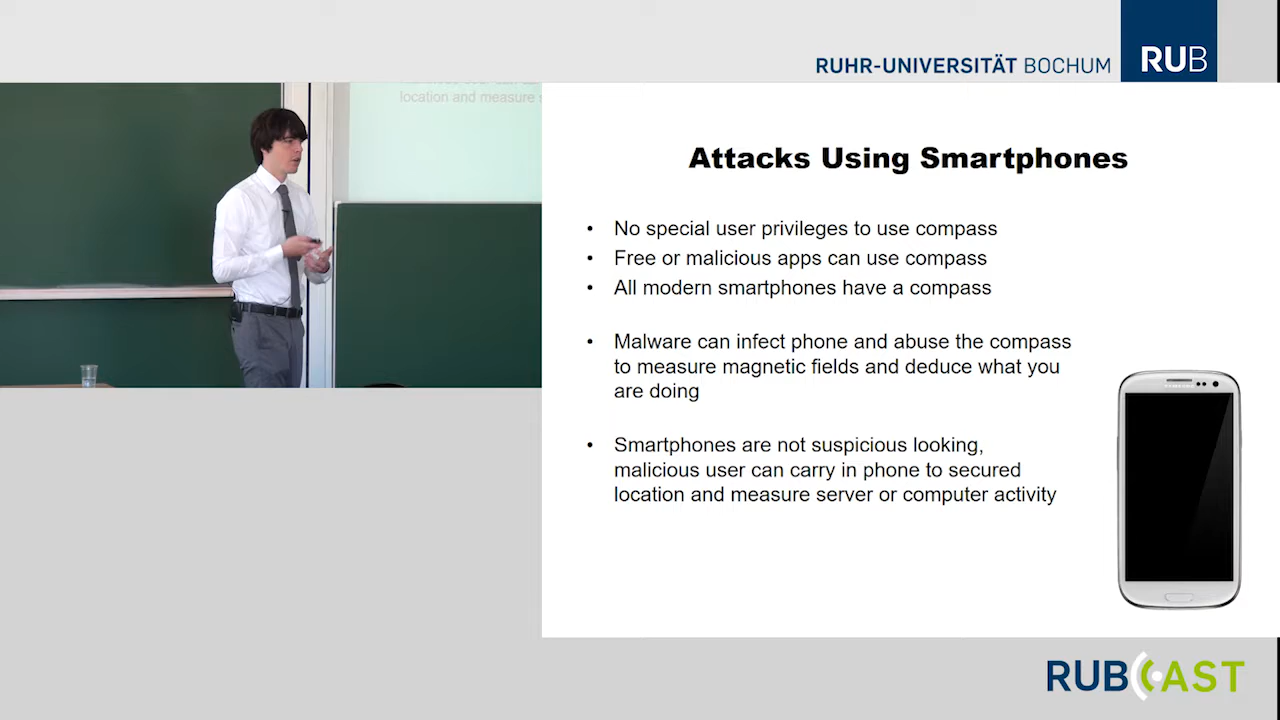 RUHR-UNIVERSITÄT BOCHUM
RUB
location and measure
Attacks Using Smartphones
• No special user privileges to use compass
• Free or malicious apps can use compass
• All modern smartphones have a compass
• Malware can infect phone and abuse the compass
to measure magnetic fields and deduce what you
are doing
• Smartphones are not suspicious looking,
malicious user can carry in phone to secured
location and measure server or computer activity
SAMSUNG
RUBCAST